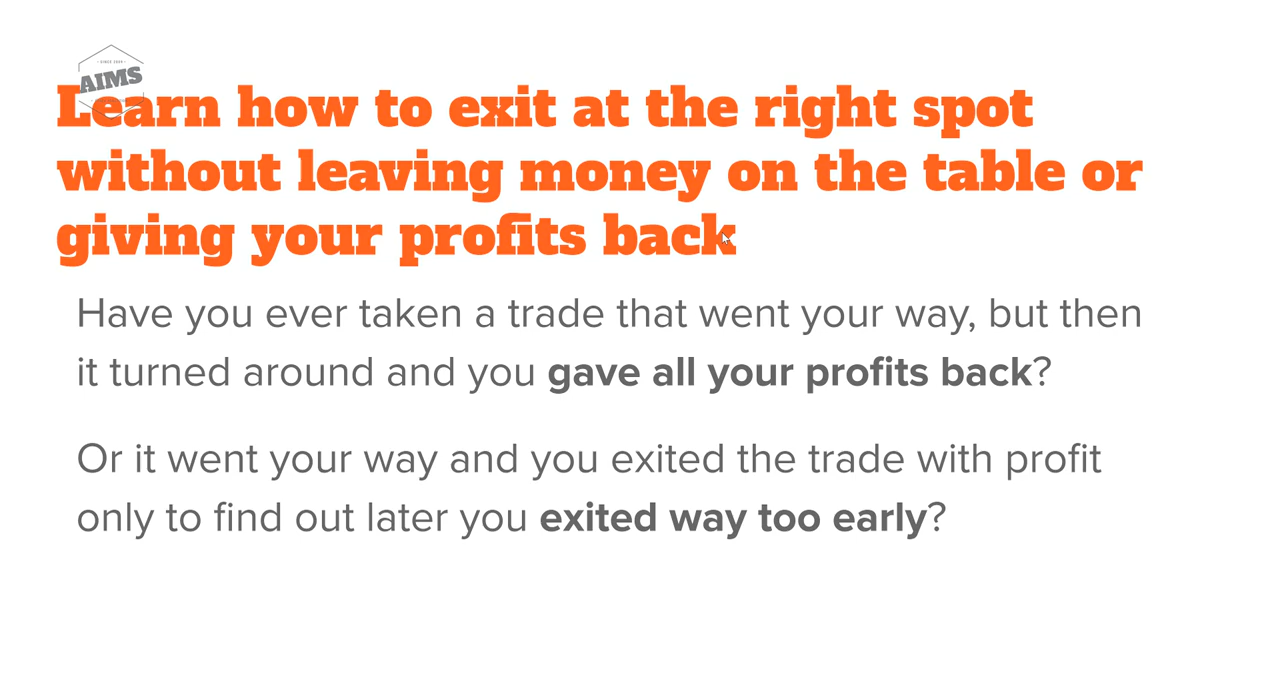 SINCE 2004
AIMS
Learn how to exit at the right spot
without leaving money on the table or
giving your profits back
Have you ever taken a trade that went your way, but then
it turned around and you gave all your profits back?
Or it went your way and you exited the trade with profit
only to find out later you exited way too early?